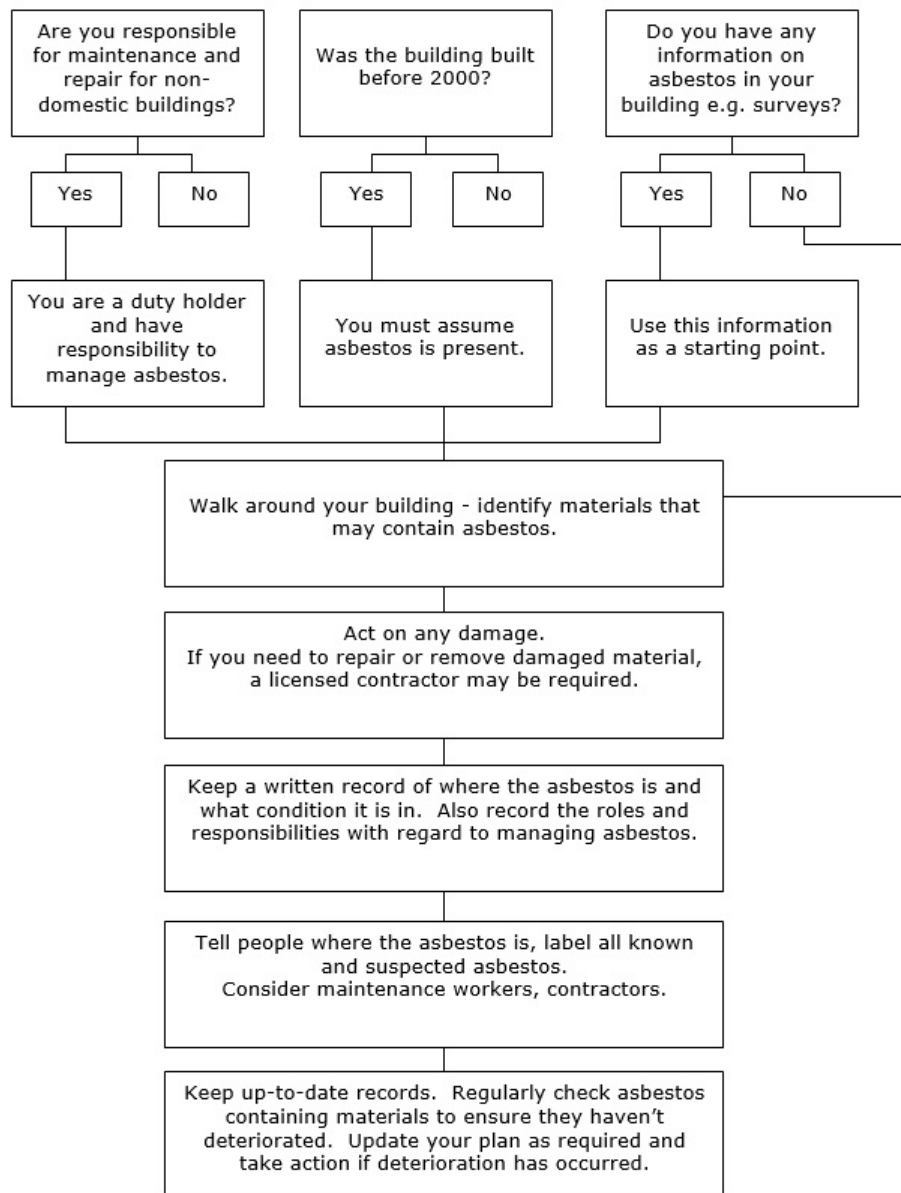 Are you responsible
for maintenance and
repair for non-
domestic buildings?
Was the building built
before 2000?
Do you have any
information on
asbestos in your
building e.g. surveys?
Yes
No
Yes
No
Yes
No
You are a duty holder
and have
responsibility to
manage asbestos.
You must assume
asbestos is present.
Use this information
as a starting point.
Walk around your building - identify materials that
may contain asbestos.
Act on any damage.
If you need to repair or remove damaged material,
a licensed contractor may be required.
Keep a written record of where the asbestos is and
what condition it is in.  Also record the roles and
responsibilities with regard to managing asbestos.
Tell people where the asbestos is, label all known
and suspected asbestos.
Consider maintenance workers, contractors.
Keep up-to-date records.  Regularly check asbestos
containing materials to ensure they haven't
deteriorated.  Update your plan as required and
take action if deterioration has occurred.